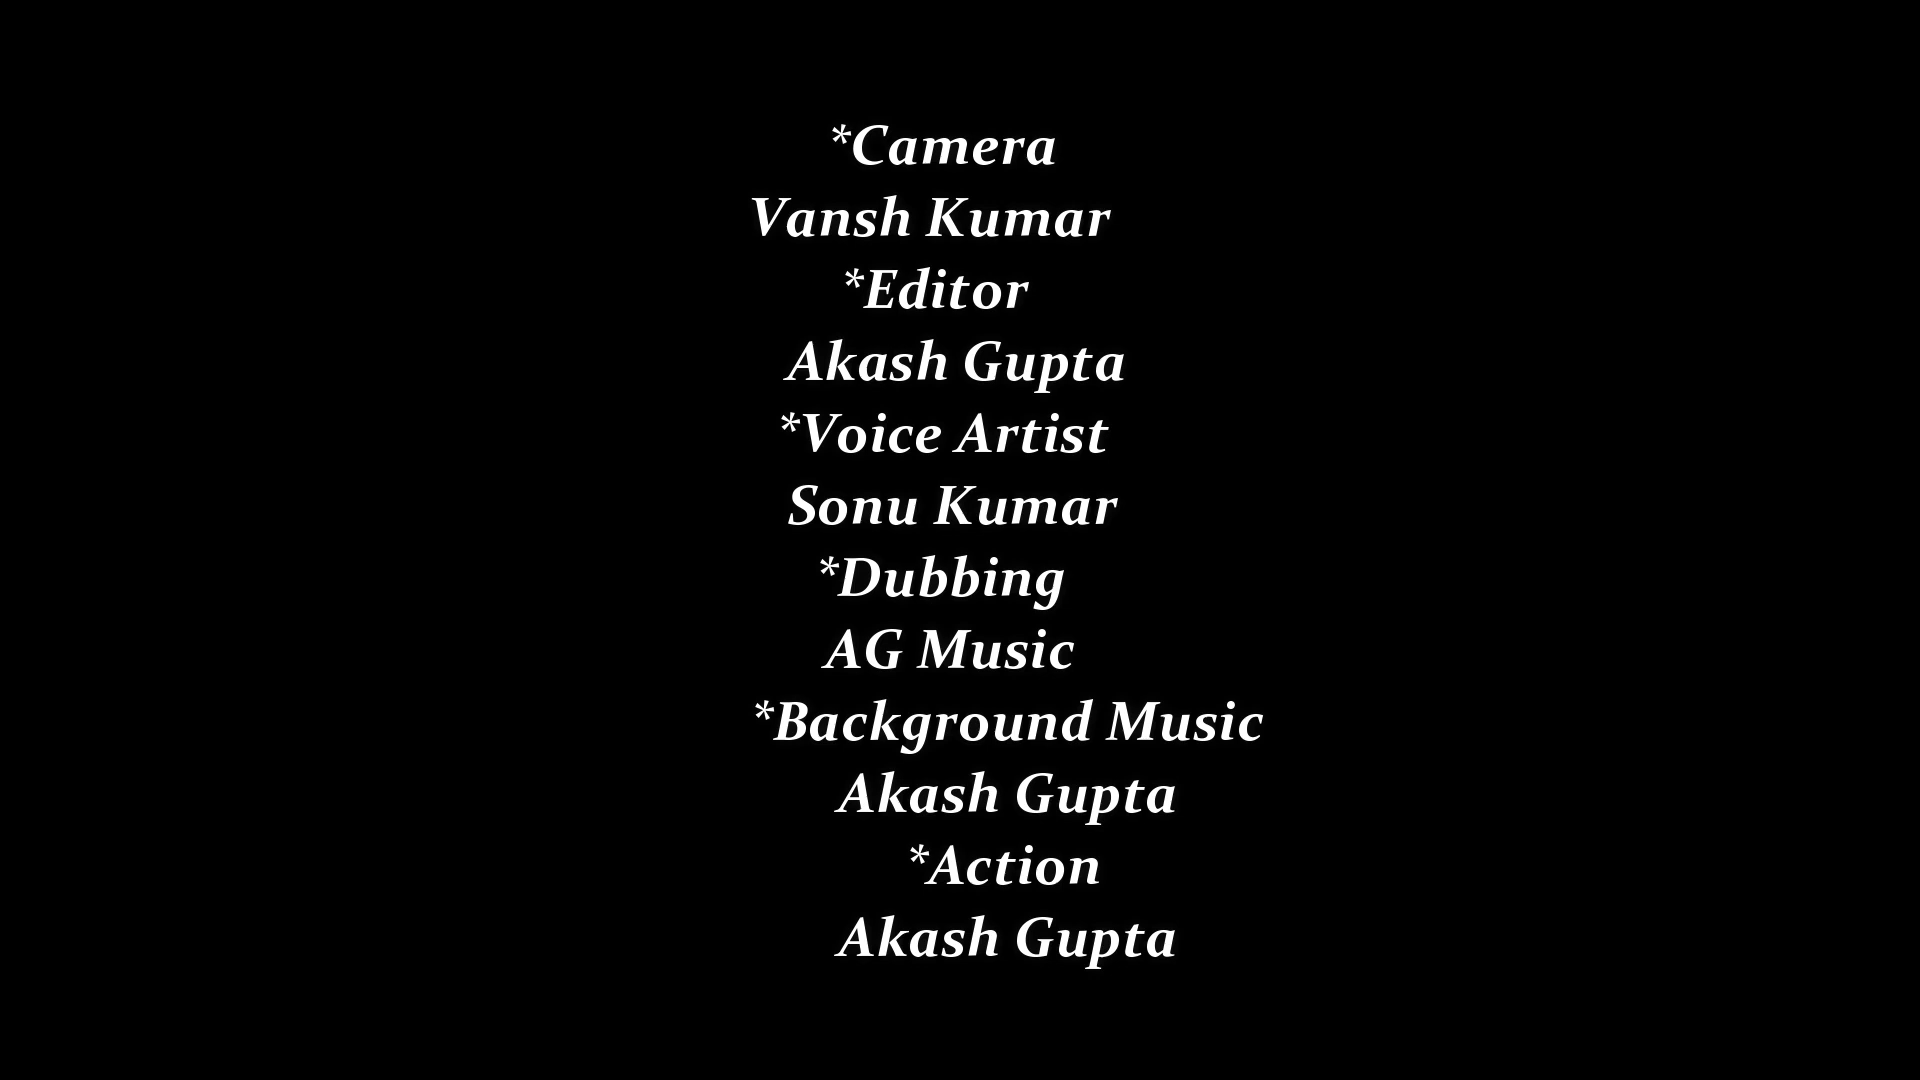 *Camera
Vansh Kumar
*Editor
Akash Gupta
*Voice Artist
Sonu Kumar
*Dubbing
AG Music
*Background Music
Akash Gupta
*Action
Akash Gupta